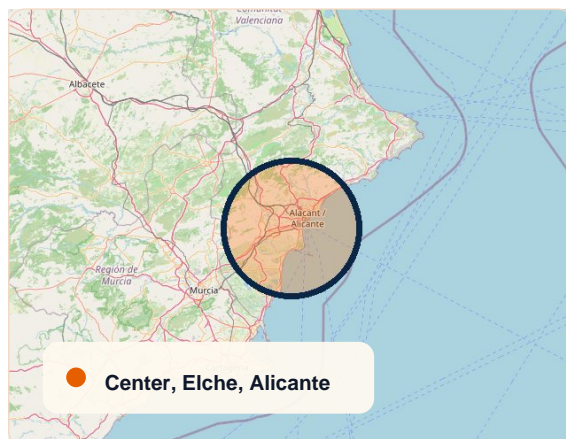 Comunitat
Valenciana
Albacete
Alacant /
Alicante
Región de
Murcia
Murcia
Center, Elche, Alicante